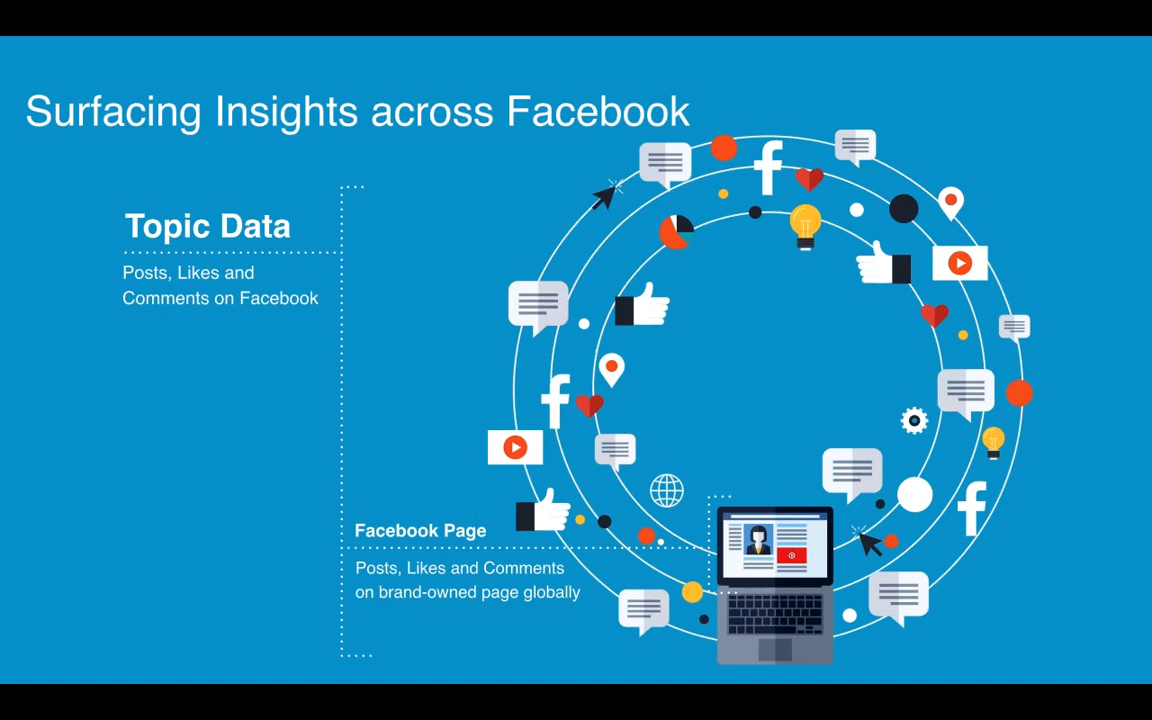 Surfacing Insights across Facebook
Topic Data
Posts, Likes and
Comments on Facebook
Facebook Page
Posts, Likes and Comments
on brand-owned page globally